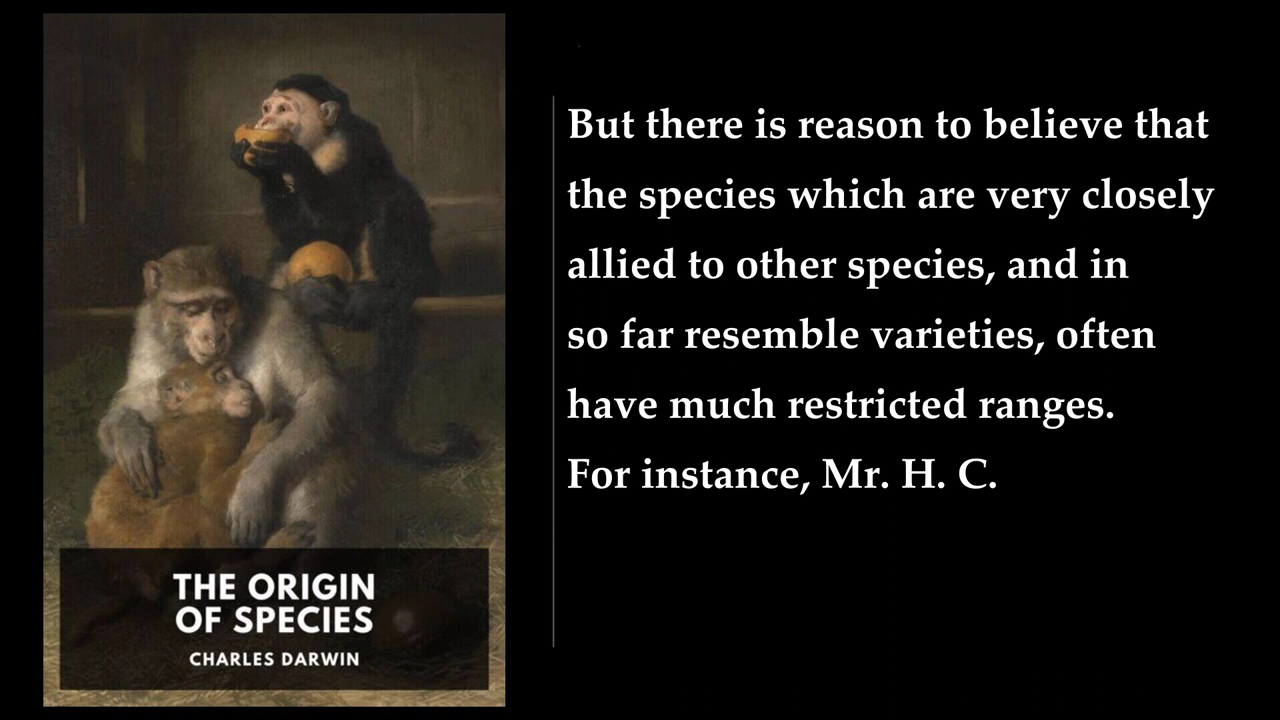 THE ORIGIN
OF SPECIES
CHARLES DARWIN
But there is reason to believe that
the species which are very closely
allied to other species, and in
so far resemble varieties, often
have much restricted ranges.
For instance, Mr. H. C.